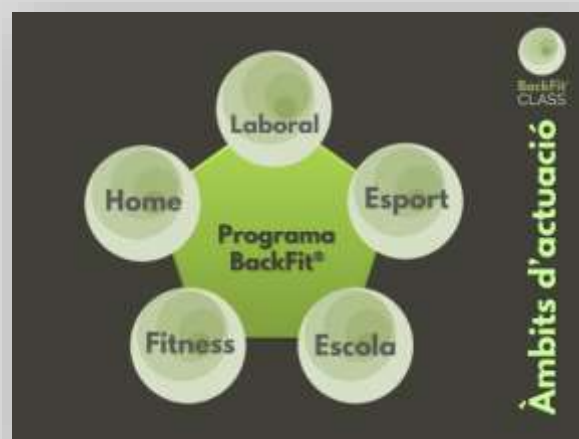 Laboral
Home
Esport
Programa
BackFit®
Fitness
Escola
BackFit®
CLASS
Àmbits d'actuació